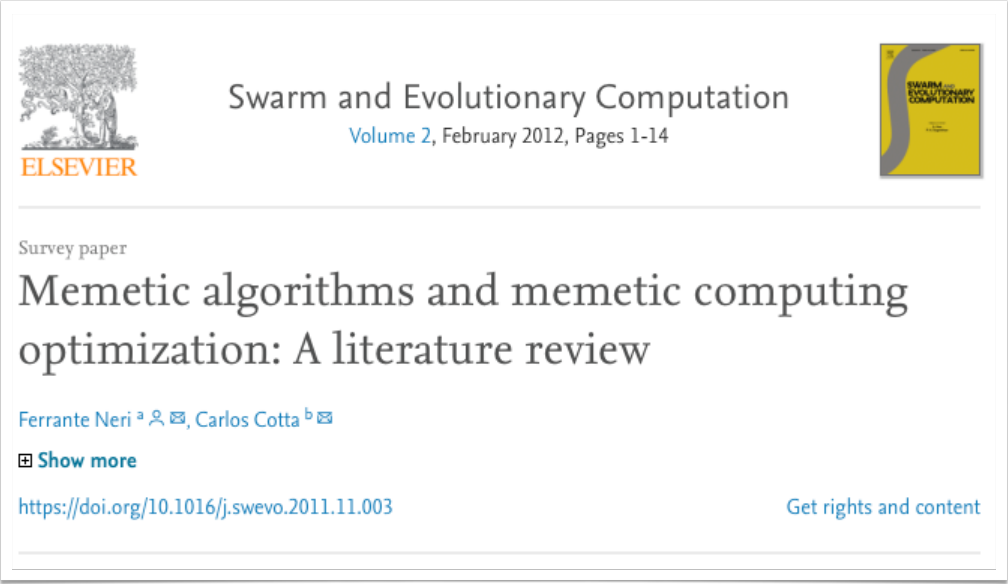 ELSEVIER
Swarm and Evolutionary Computation
Volume 2, February 2012, Pages 1-14
SWARM AND
EVOLUTIONARY
COMPUTATION
Survey paper
Memetic algorithms and memetic computing
optimization: A literature review
Ferrante Neri a ✉, Carlos Cotta b ✉
Show more
https://doi.org/10.1016/j.swevo.2011.11.003
Get rights and content